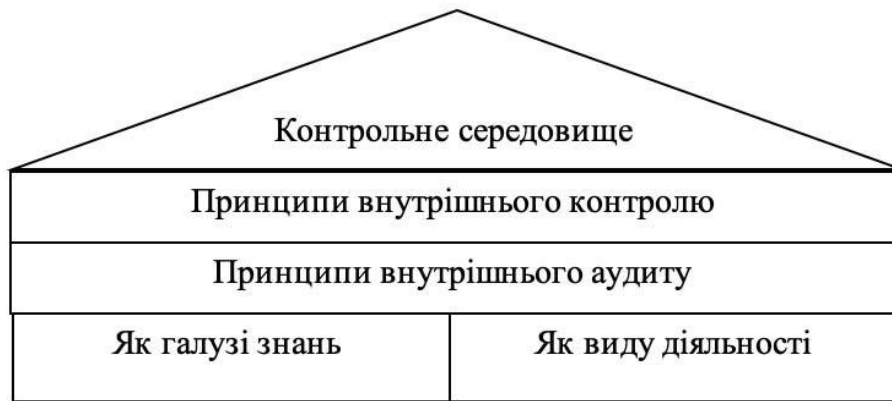 Контрольне середовище
Принципи внутрішнього контролю
Принципи внутрішнього аудиту
Як галузі знань
Як виду діяльності